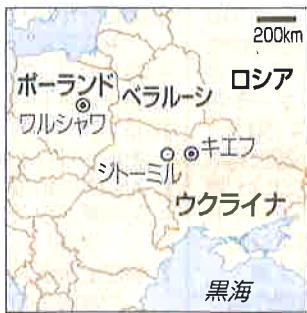 200km
ロシア
ポーランド
ベラルーシ
ワルシャワ
キエフ
ジトーミル
ウクライナ
黒海